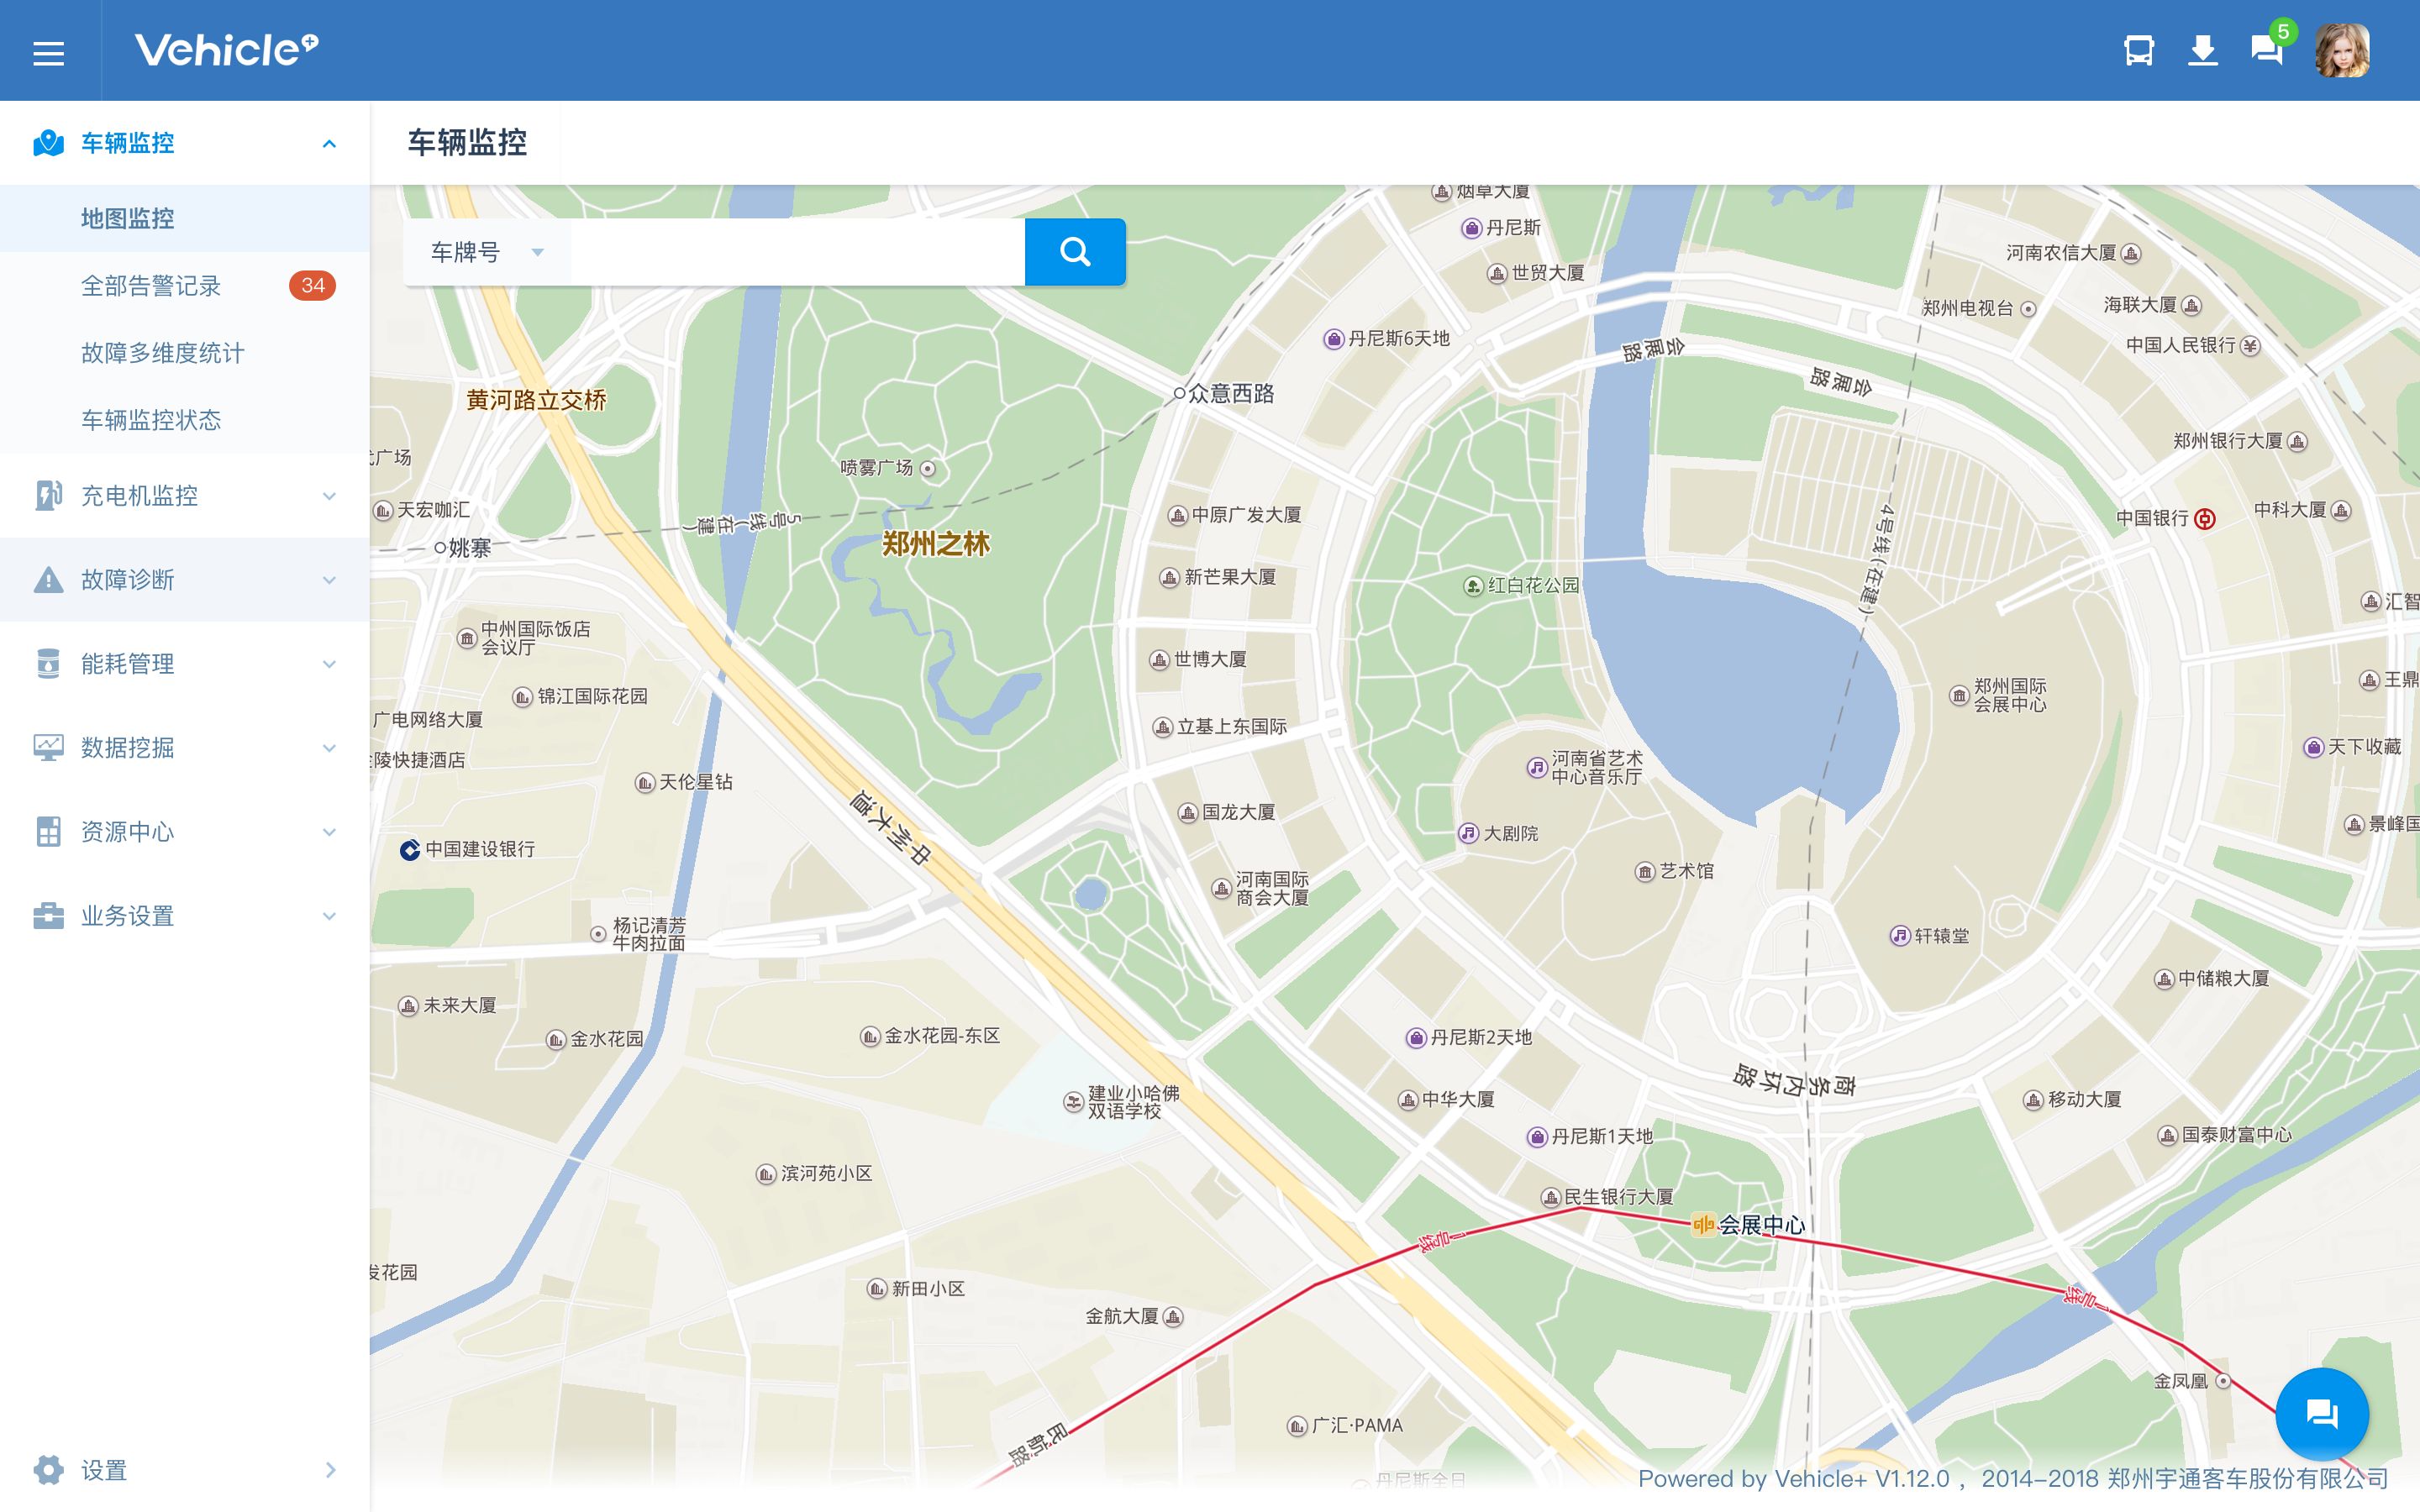 Vehicle+
5
车辆监控
地图监控
全部告警记录
34
故障多维度统计
车辆监控状态
充电机监控
故障诊断
能耗管理
数据挖掘
资源中心
业务设置
设置
车辆监控
车牌号
烟草大厦
丹尼斯
世贸大厦
河南农信大厦
郑州电视台
海联大厦
中国人民银行
丹尼斯6天地
会展路
会展路
众意西路
黄河路立交桥
郑州银行大厦
广场
喷雾广场
天宏咖汇
5号线(在建)
中原广发大厦
4号线(在建)
中国银行
中科大厦
姚寨
郑州之林
新芒果大厦
红白花公园
汇智
中州国际饭店
会议厅
世博大厦
锦江国际花园
郑州国际
会展中心
王鼎
广电网络大厦
立基上东国际
天下收藏
陵快捷酒店
天伦星钻
河南省艺术
中心音乐厅
中州大道
国龙大厦
大剧院
景峰国
中国建设银行
艺术馆
河南国际
商会大厦
杨记清芳
牛肉拉面
轩辕堂
中储粮大厦
未来大厦
金水花园
金水花园-东区
丹尼斯2天地
商务内环路
建业小哈佛
双语学校
中华大厦
移动大厦
丹尼斯1天地
国泰财富中心
滨河苑小区
民生银行大厦
会展中心
1号线
发花园
新田小区
1号线
金航大厦
金凤凰
广汇·PAMA
民航路
丹尼斯全日
Powered by Vehicle+ V1.12.0 ，2014-2018 郑州宇通客车股份有限公司